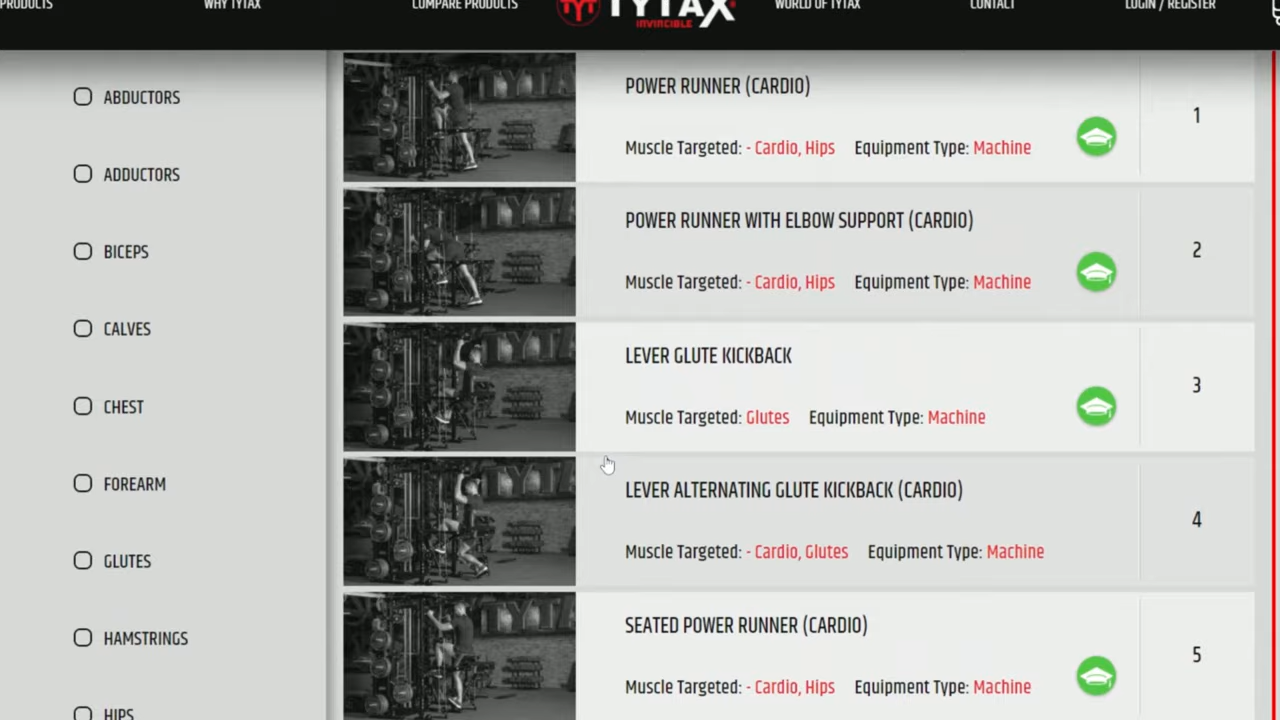 PRODUCTS
WHY TYTAX
COMPARE PRODUCTS
TYTAX
INVINCIBLE
WORLD OF TYTAX
CONTACT
LOGIN / REGISTER
ABDUCTORS
ADDUCTORS
BICEPS
CALVES
CHEST
FOREARM
GLUTES
HAMSTRINGS
HIPS
POWER RUNNER (CARDIO)
Muscle Targeted: - Cardio, Hips Equipment Type: Machine
1
POWER RUNNER WITH ELBOW SUPPORT (CARDIO)
Muscle Targeted: - Cardio, Hips Equipment Type: Machine
2
LEVER GLUTE KICKBACK
Muscle Targeted: Glutes Equipment Type: Machine
3
LEVER ALTERNATING GLUTE KICKBACK (CARDIO)
Muscle Targeted: - Cardio, Glutes Equipment Type: Machine
4
SEATED POWER RUNNER (CARDIO)
Muscle Targeted: - Cardio, Hips Equipment Type: Machine
5